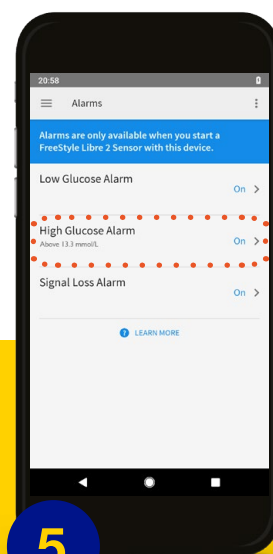 20:58
Alarms
Alarms are only available when you start a
FreeStyle Libre 2 Sensor with this device.
Low Glucose Alarm
On
High Glucose Alarm
Above 13.3 mmol/L
On
Signal Loss Alarm
On
? LEARN MORE
5